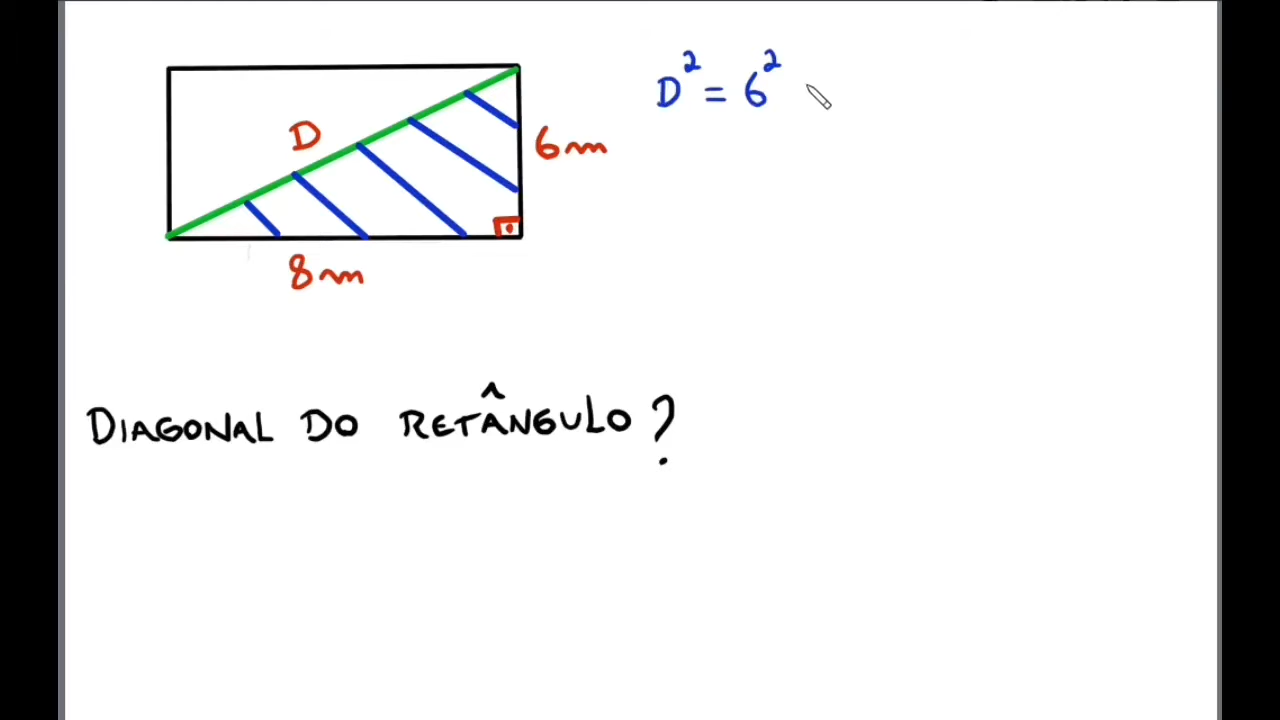 D² = 6²
D
6m
8m
DIAGONAL DO RETÂNGULO?